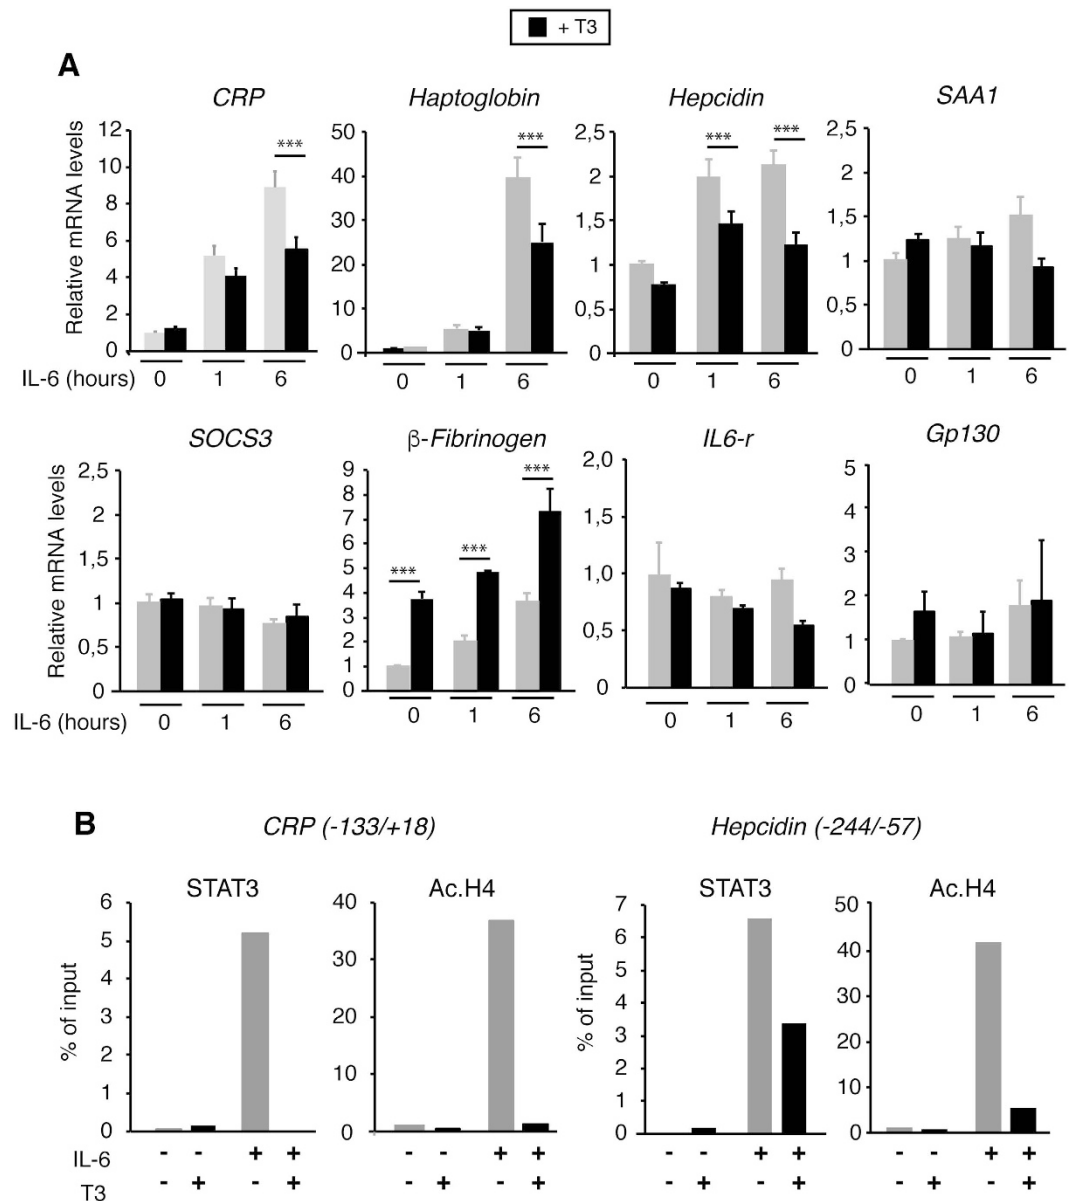 + T3
A
CRP
Haptoglobin
Hepcidin
SAA1
Relative mRNA levels
12
10
8
6
4
2
0
***
50
40
30
20
10
0
***
2,5
2
1,5
1
0,5
0
***
***
2,5
2
1,5
1
0,5
0
IL-6 (hours) 0 1 6
0 1 6
0 1 6
0 1 6
SOCS3
β-Fibrinogen
IL6-r
Gp130
Relative mRNA levels
2,5
2
1,5
1
0,5
0
9
8
7
6
5
4
3
2
1
0
***
***
***
2,0
1,5
1,0
0,5
0
5
4
3
2
1
0
IL-6 (hours) 0 1 6
0 1 6
0 1 6
0 1 6
B
CRP (-133/+18)
Hepcidin (-244/-57)
STAT3
Ac.H4
STAT3
Ac.H4
% of input
6
5
4
3
2
1
0
40
30
20
10
0
% of input
7
6
5
4
3
2
1
0
50
40
30
20
10
0
IL-6 - - + + - - + + - - + + - - + +
T3 - + - + - + - + - + - + - + - +